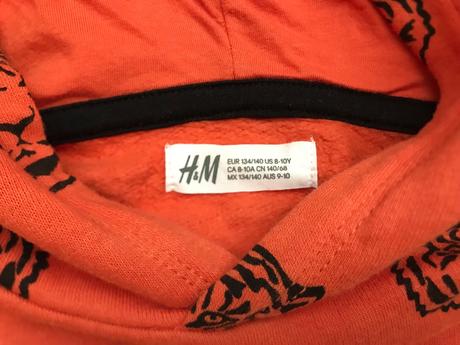 H&M
EUR 134/140 US 8-10Y
CA 8-10A CN 140/68
MX 134/140 AUS 9-10